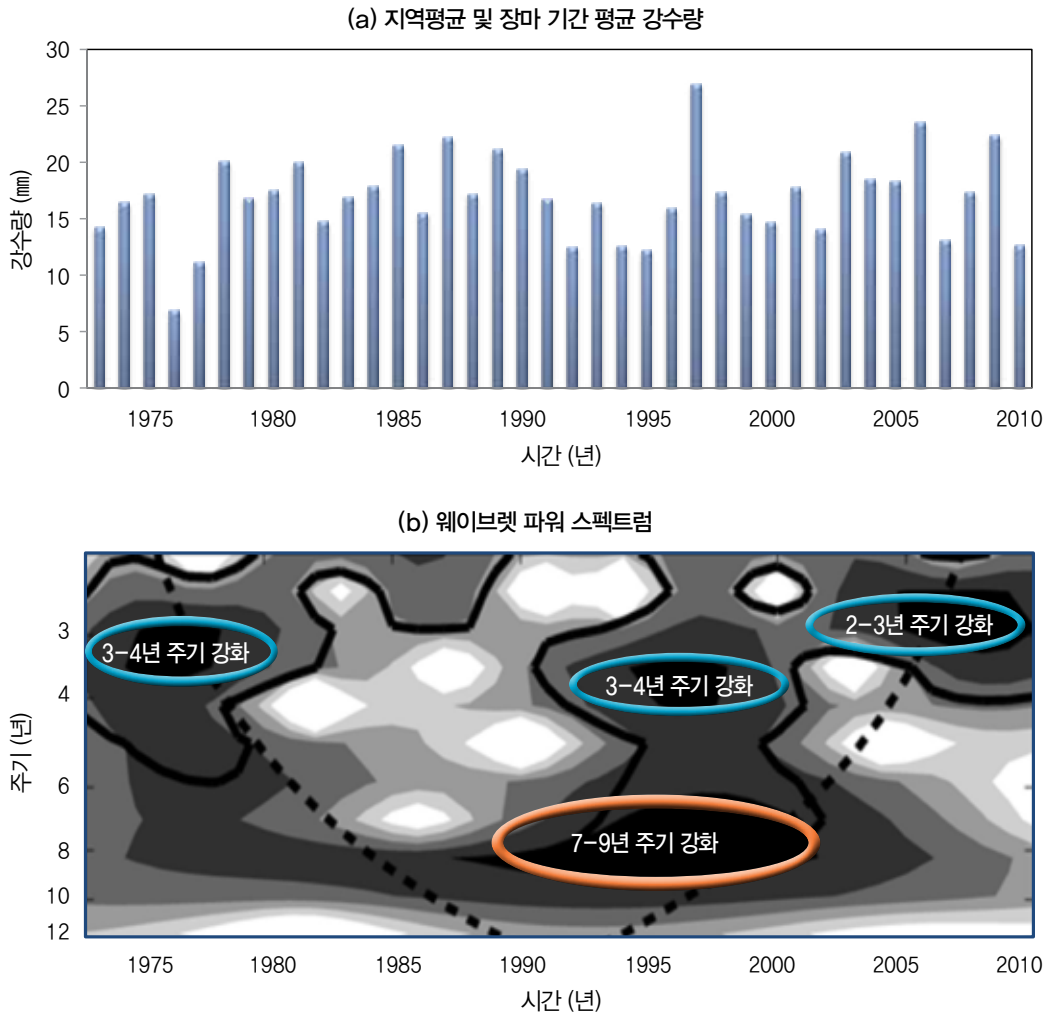 (a) 지역평균 및 장마 기간 평균 강수량
30
25
20
15
10
5
0
강수량 (㎜)
1975 1980 1985 1990 1995 2000 2005 2010
시간 (년)
(b) 웨이브렛 파워 스펙트럼
3
4
6
8
10
12
주기 (년)
3-4년 주기 강화
3-4년 주기 강화
2-3년 주기 강화
7-9년 주기 강화
1975 1980 1985 1990 1995 2000 2005 2010
시간 (년)